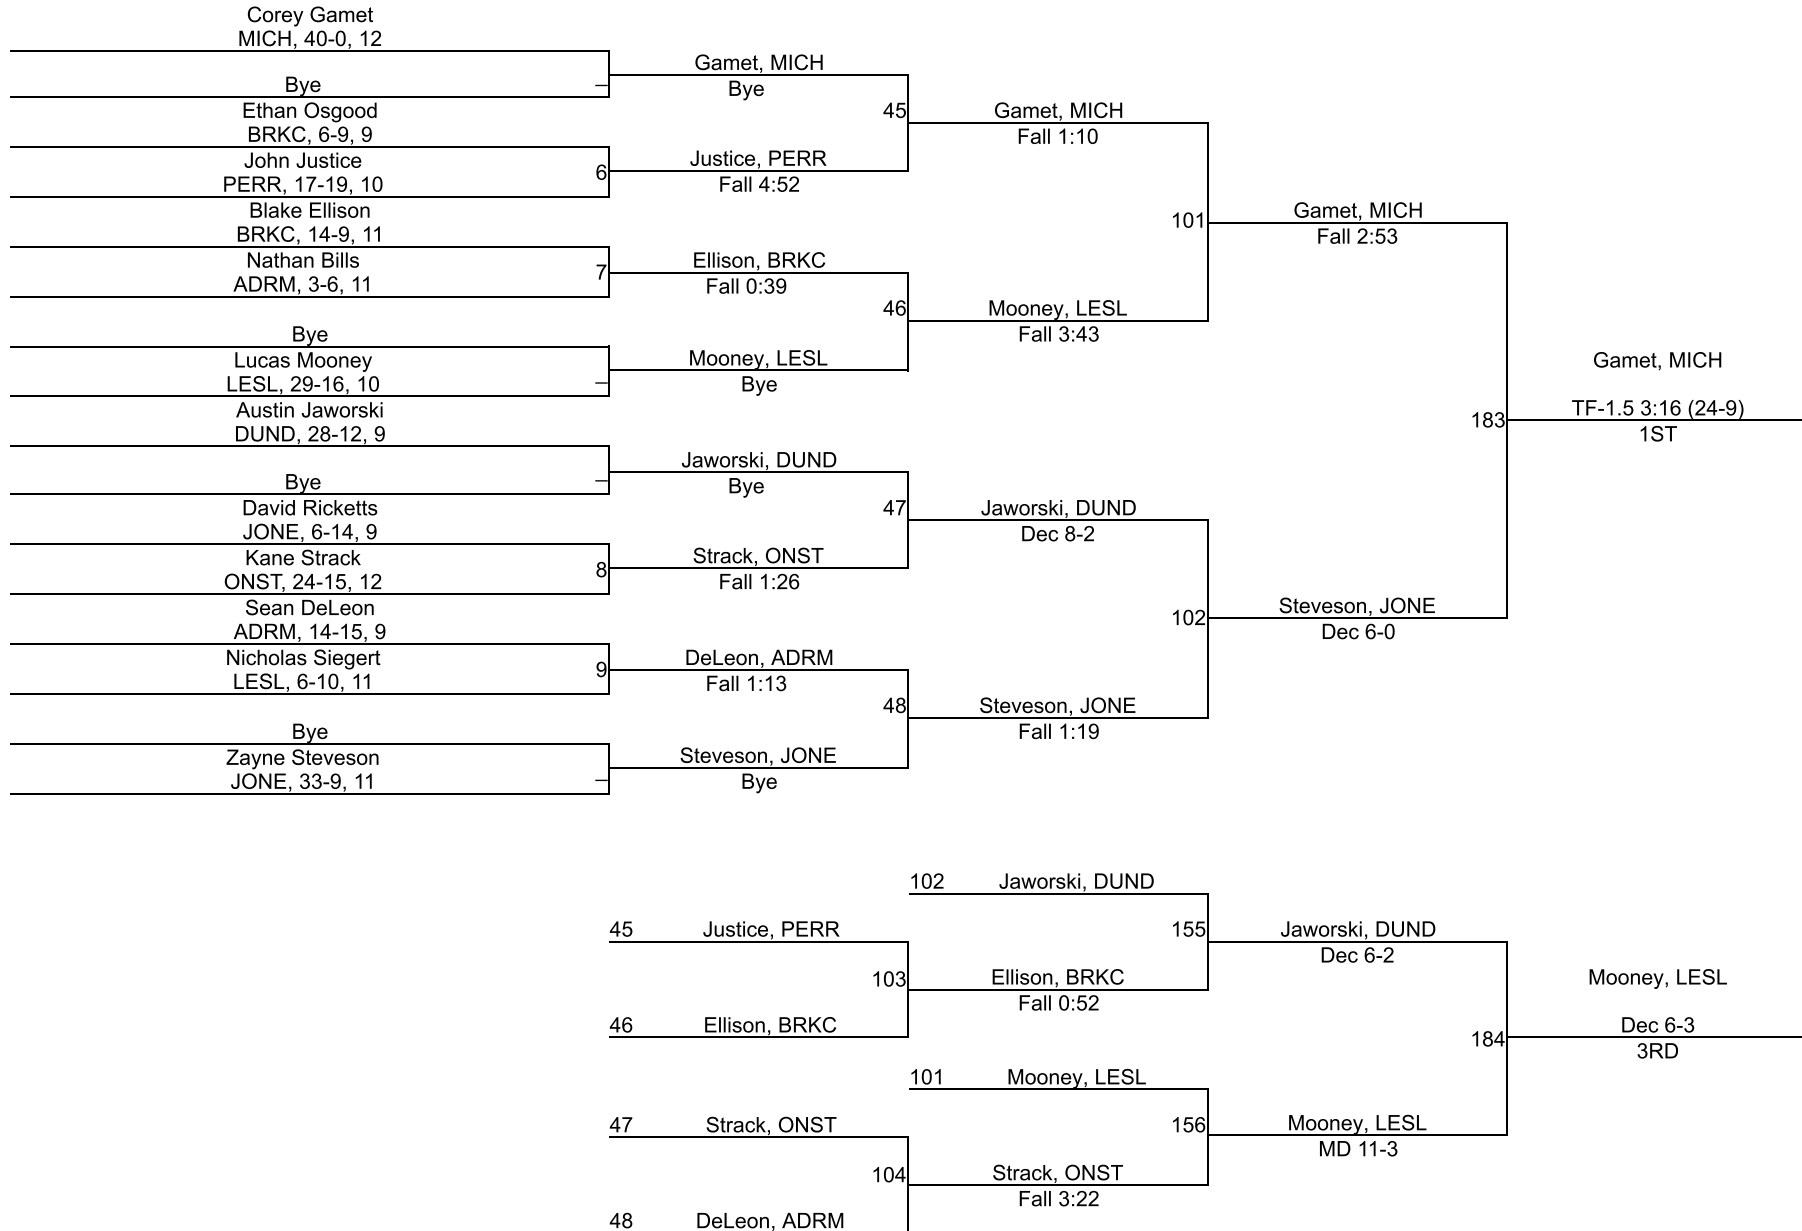 Corey Gamet
MICH, 40-0, 12
Bye
–
Ethan Osgood
BRKC, 6-9, 9
John Justice
PERR, 17-19, 10
6
Blake Ellison
BRKC, 14-9, 11
Nathan Bills
ADRM, 3-6, 11
7
Bye
Lucas Mooney
LESL, 29-16, 10
–
Austin Jaworski
DUND, 28-12, 9
Bye
–
David Ricketts
JONE, 6-14, 9
Kane Strack
ONST, 24-15, 12
8
Sean DeLeon
ADRM, 14-15, 9
Nicholas Siegert
LESL, 6-10, 11
9
Bye
Zayne Steveson
JONE, 33-9, 11
–
Gamet, MICH
Bye
45
Justice, PERR
Fall 4:52
Ellison, BRKC
Fall 0:39
46
Mooney, LESL
Bye
Jaworski, DUND
Bye
47
Strack, ONST
Fall 1:26
DeLeon, ADRM
Fall 1:13
48
Steveson, JONE
Bye
Gamet, MICH
Fall 1:10
101
Mooney, LESL
Fall 3:43
Jaworski, DUND
Dec 8-2
102
Steveson, JONE
Fall 1:19
Gamet, MICH
Fall 2:53
183
Steveson, JONE
Dec 6-0
Gamet, MICH
TF-1.5 3:16 (24-9)
1ST
102 Jaworski, DUND
45 Justice, PERR
103
46 Ellison, BRKC
Ellison, BRKC
Fall 0:52
155
101 Mooney, LESL
47 Strack, ONST
104
48 DeLeon, ADRM
Strack, ONST
Fall 3:22
156
Jaworski, DUND
Dec 6-2
184
Mooney, LESL
MD 11-3
Mooney, LESL
Dec 6-3
3RD